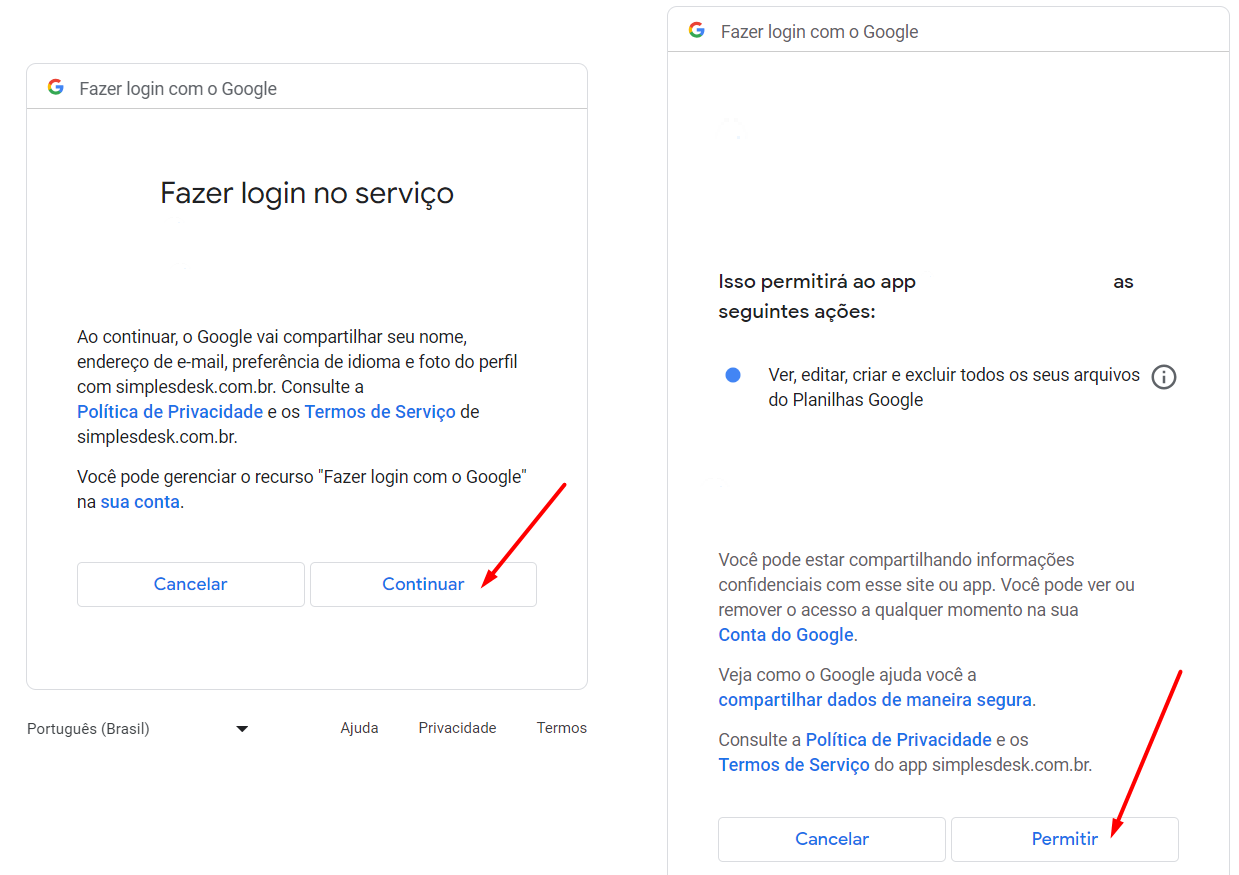 Fazer login com o Google
Fazer login no serviço
Ao continuar, o Google vai compartilhar seu nome,
endereço de e-mail, preferência de idioma e foto do perfil
com simplesdesk.com.br. Consulte a
Política de Privacidade e os Termos de Serviço de
simplesdesk.com.br.
Você pode gerenciar o recurso "Fazer login com o Google"
na sua conta.
Cancelar
Continuar
Português (Brasil)
Ajuda
Privacidade
Termos
Fazer login com o Google
Isso permitirá ao app as
seguintes ações:
Ver, editar, criar e excluir todos os seus arquivos
do Planilhas Google
Você pode estar compartilhando informações
confidenciais com esse site ou app. Você pode ver ou
remover o acesso a qualquer momento na sua
Conta do Google.
Veja como o Google ajuda você a
compartilhar dados de maneira segura.
Consulte a Política de Privacidade e os
Termos de Serviço do app simplesdesk.com.br.
Cancelar
Permitir